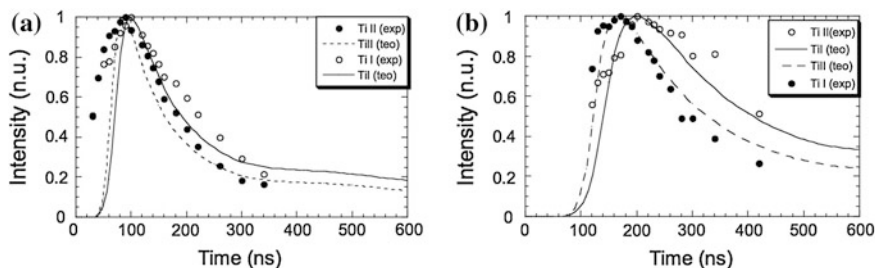 (a)
Intensity (n.u.)
1
0.8
0.6
0.4
0.2
0
0 100 200 300 400 500 600
Time (ns)
Ti II (exp)
TiII (teo)
Ti I (exp)
TiI (teo)
(b)
Intensity (n.u.)
1
0.8
0.6
0.4
0.2
0
0 100 200 300 400 500 600
Time (ns)
Ti II(exp)
TiI (teo)
TiII (teo)
Ti I (exp)